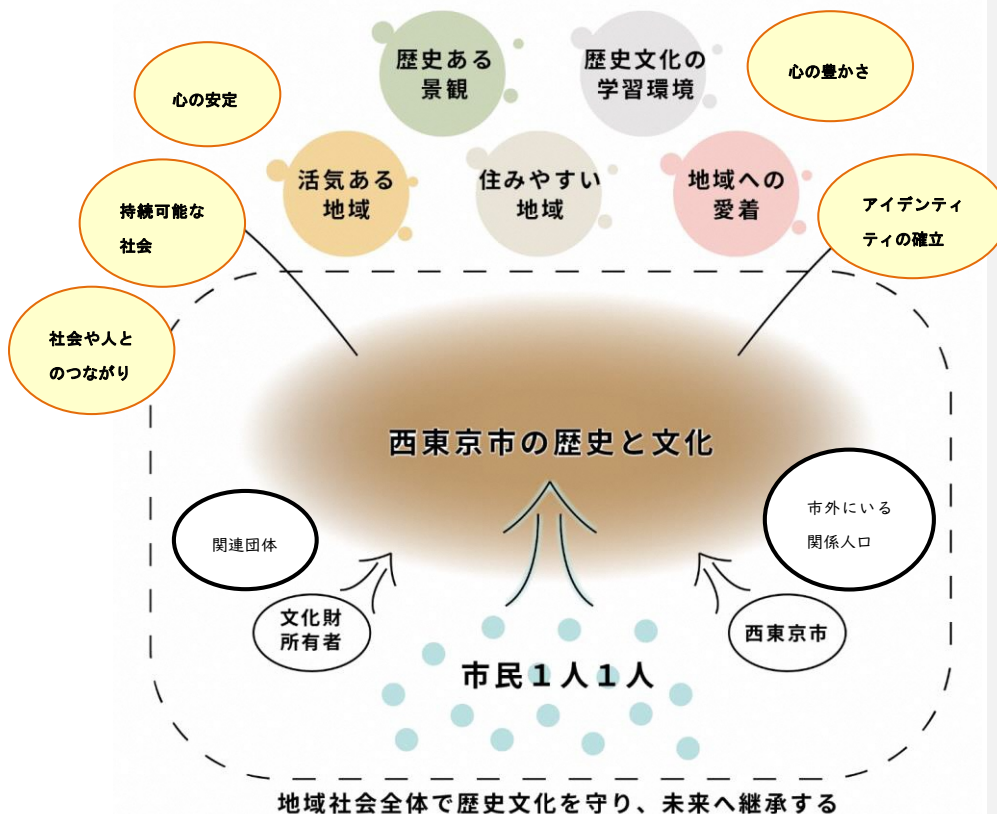 歴史ある
景観
歴史文化の
学習環境
心の豊かさ
心の安定
活気ある
地域
住みやすい
地域
地域への
愛着
持続可能な
社会
アイデンティ
ティの確立
社会や人と
のつながり
西東京市の歴史と文化
関連団体
市外にいる
関係人口
文化財
所有者
西東京市
市民1人1人
地域社会全体で歴史文化を守り、未来へ継承する